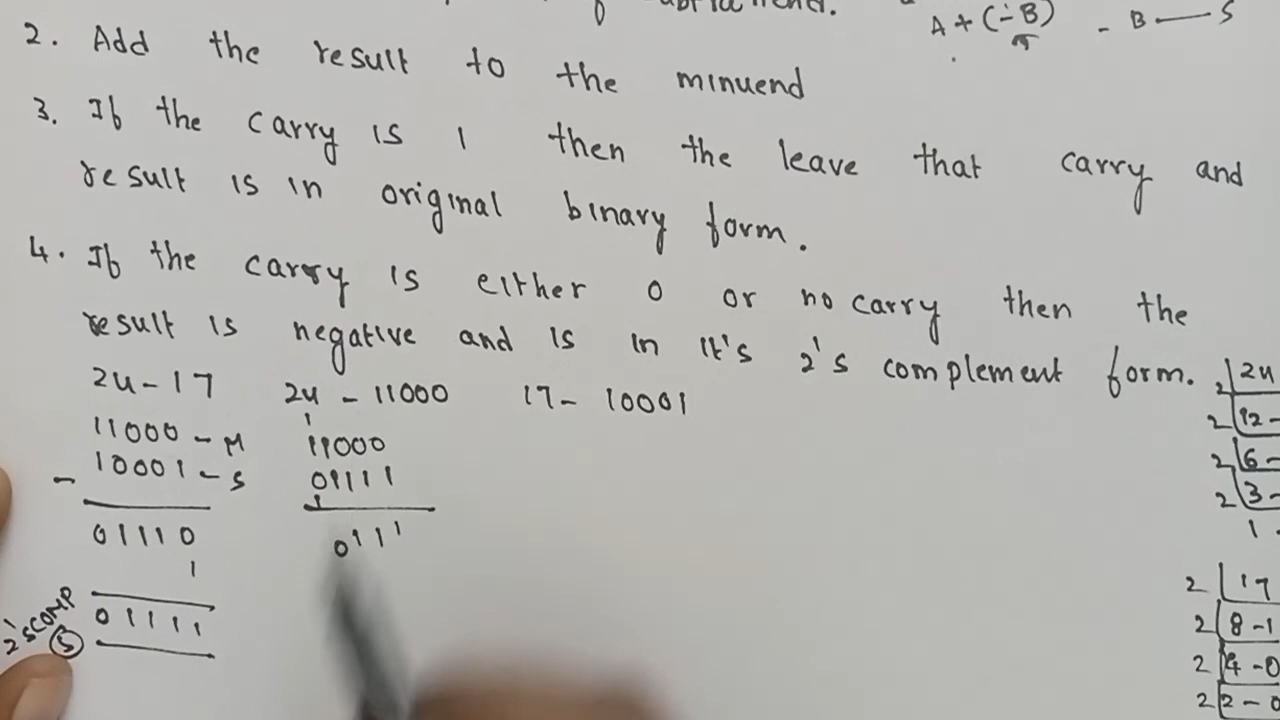 A + (-B) - B — S
2. Add the result to the minuend
3. If the carry is 1 then the leave that carry and
result is in original binary form.
4. If the carry is either 0 or no carry then the
result is negative and is in it's 2's complement form.
24 - 17 24 - 11000 17 - 10001
11000 - M
- 10001 - S
01110
1
2's COMP (S) 01111
1
11000
01111
1
0111
2 24
2 12 -
2 6 -
2 3 -
1
2 17
2 8 - 1
2 4 - 0
2 2 - 0